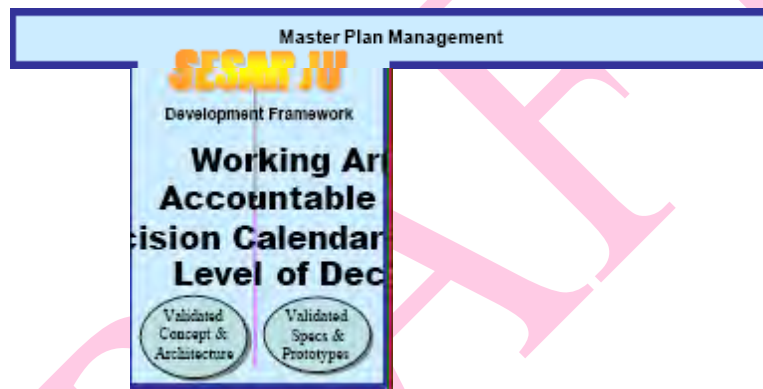 Master Plan Management
SESAR JU
Development Framework
Working Ar
Accountable
cision Calendar
Level of Dec
Validated
Concept &
Architecture
Validated
Specs &
Prototypes